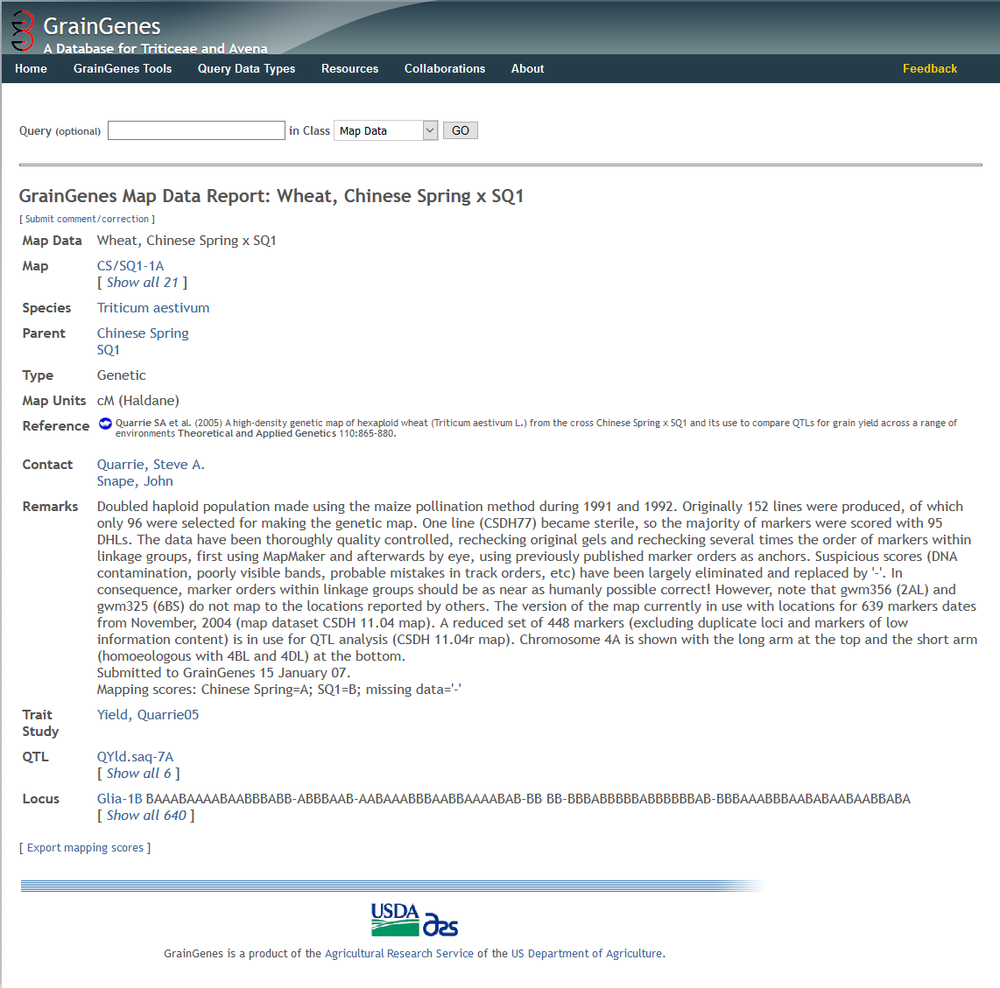 GrainGenes
A Database for Triticeae and Avena
Home GrainGenes Tools Query Data Types Resources Collaborations About Feedback
Query (optional) in Class Map Data GO
GrainGenes Map Data Report: Wheat, Chinese Spring x SQ1
[ Submit comment/correction ]
Map Data Wheat, Chinese Spring x SQ1
Map CS/SQ1-1A
[ Show all 21 ]
Species Triticum aestivum
Parent Chinese Spring
SQ1
Type Genetic
Map Units cM (Haldane)
Reference Quarrie SA et al. (2005) A high-density genetic map of hexaploid wheat (Triticum aestivum L.) from the cross Chinese Spring x SQ1 and its use to compare QTLs for grain yield across a range of
environments Theoretical and Applied Genetics 110:865-880.
Contact Quarrie, Steve A.
Snape, John
Remarks Doubled haploid population made using the maize pollination method during 1991 and 1992. Originally 152 lines were produced, of which
only 96 were selected for making the genetic map. One line (CSDH77) became sterile, so the majority of markers were scored with 95
DHLs. The data have been thoroughly quality controlled, rechecking original gels and rechecking several times the order of markers within
linkage groups, first using MapMaker and afterwards by eye, using previously published marker orders as anchors. Suspicious scores (DNA
contamination, poorly visible bands, probable mistakes in track orders, etc) have been largely eliminated and replaced by '-'. In
consequence, marker orders within linkage groups should be as near as humanly possible correct! However, note that gwm356 (2AL) and
gwm325 (6BS) do not map to the locations reported by others. The version of the map currently in use with locations for 639 markers dates
from November, 2004 (map dataset CSDH 11.04 map). A reduced set of 448 markers (excluding duplicate loci and markers of low
information content) is in use for QTL analysis (CSDH 11.04r map). Chromosome 4A is shown with the long arm at the top and the short arm
(homoeologous with 4BL and 4DL) at the bottom.
Submitted to GrainGenes 15 January 07.
Mapping scores: Chinese Spring=A; SQ1=B; missing data='-'
Trait Study Yield, Quarrie05
QTL QYld.saq-7A
[ Show all 6 ]
Locus Glia-1B BAAABAAAABAABBBABB-ABBBAAB-AABAAABBBAABBAAAABAB-BB BB-BBBABBBBBABBBBBBAB-BBBAAABBBAABABAABAABBABA
[ Show all 640 ]
[ Export mapping scores ]
USDA ars
GrainGenes is a product of the Agricultural Research Service of the US Department of Agriculture.